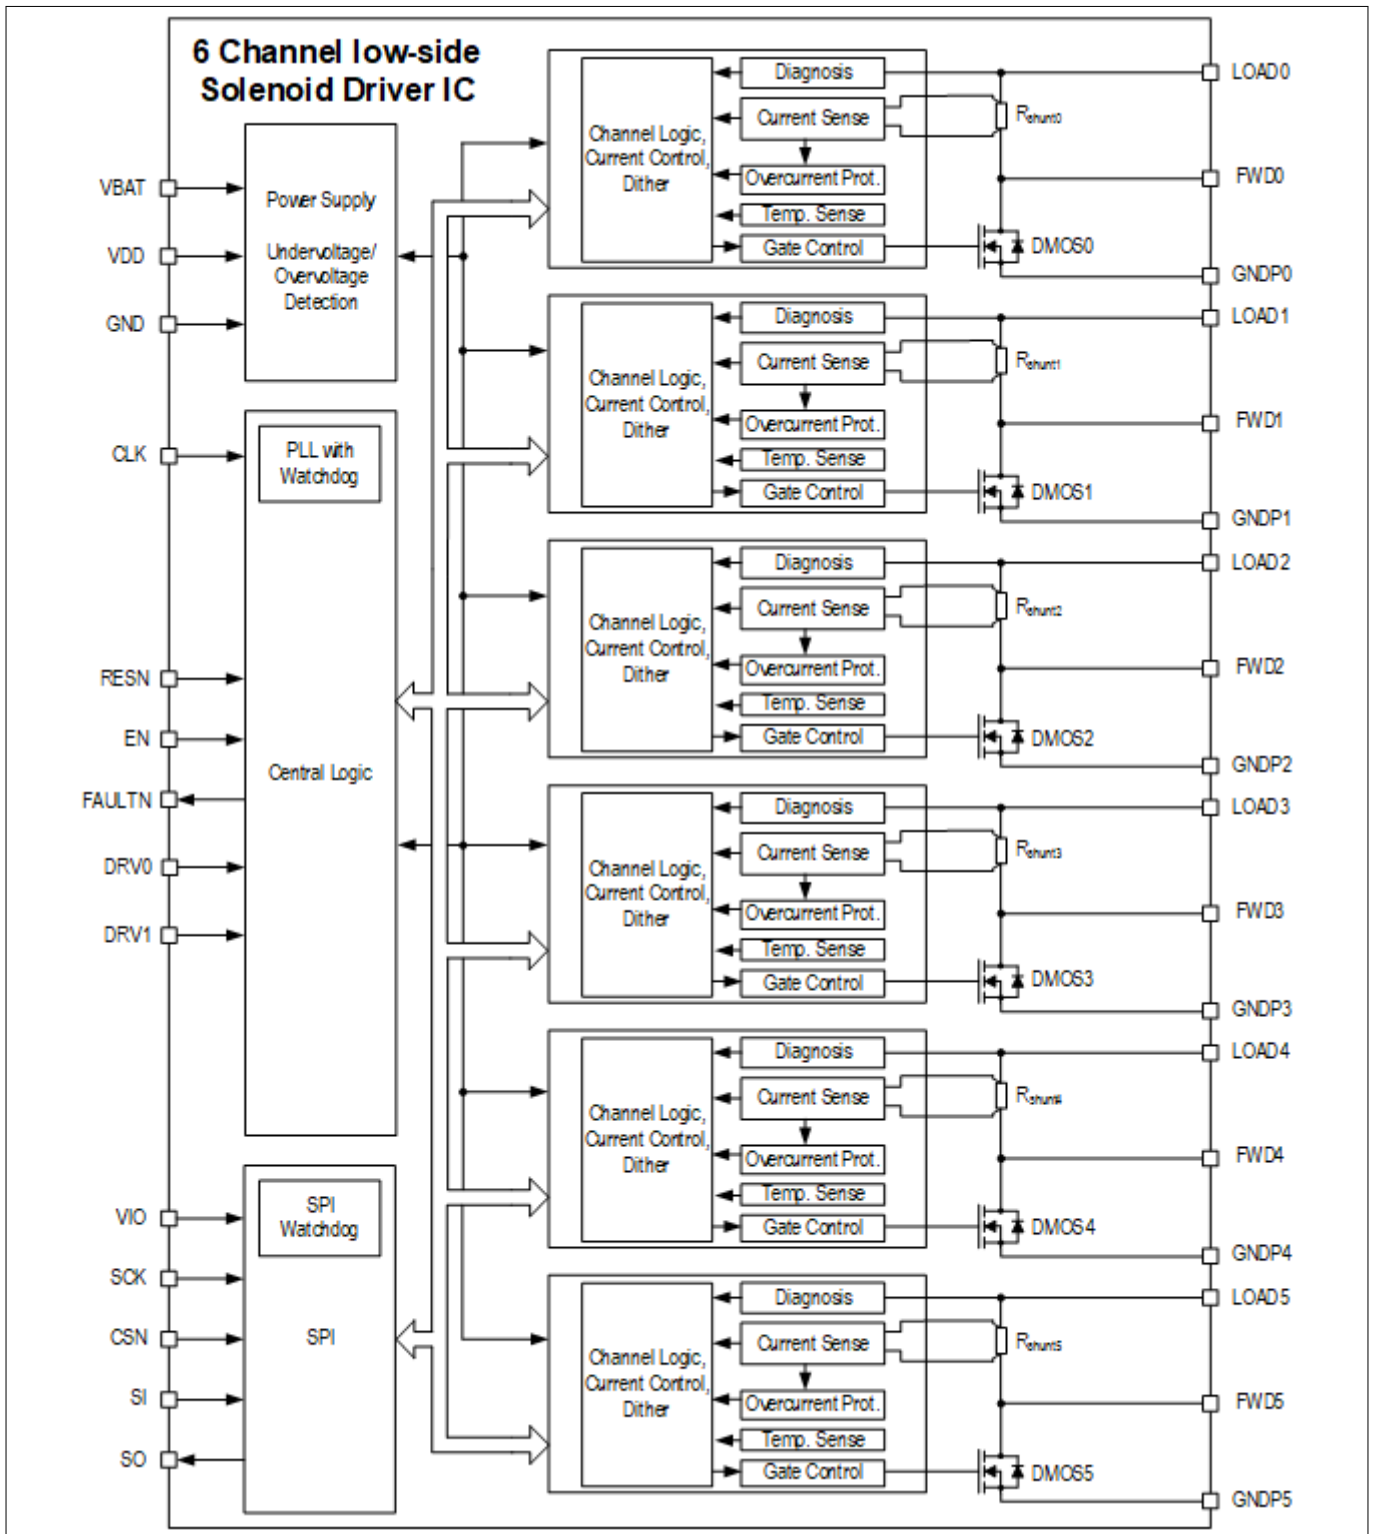 6 Channel low-side
Solenoid Driver IC
VBAT
VDD
GND
Power Supply
Undervoltage/
Overvoltage
Detection
CLK
PLL with
Watchdog
RESN
EN
FAULTN
DRV0
DRV1
Central Logic
VIO
SCK
CSN
SI
SO
SPI
Watchdog
SPI
Channel Logic,
Current Control,
Dither
Diagnosis
Current Sense
Overcurrent Prot.
Temp. Sense
Gate Control
Rshunt0
DMOS0
LOAD0
FWD0
GNDP0
Channel Logic,
Current Control,
Dither
Diagnosis
Current Sense
Overcurrent Prot.
Temp. Sense
Gate Control
Rshunt1
DMOS1
LOAD1
FWD1
GNDP1
Channel Logic,
Current Control,
Dither
Diagnosis
Current Sense
Overcurrent Prot.
Temp. Sense
Gate Control
Rshunt2
DMOS2
LOAD2
FWD2
GNDP2
Channel Logic,
Current Control,
Dither
Diagnosis
Current Sense
Overcurrent Prot.
Temp. Sense
Gate Control
Rshunt3
DMOS3
LOAD3
FWD3
GNDP3
Channel Logic,
Current Control,
Dither
Diagnosis
Current Sense
Overcurrent Prot.
Temp. Sense
Gate Control
Rshunt4
DMOS4
LOAD4
FWD4
GNDP4
Channel Logic,
Current Control,
Dither
Diagnosis
Current Sense
Overcurrent Prot.
Temp. Sense
Gate Control
Rshunt5
DMOS5
LOAD5
FWD5
GNDP5